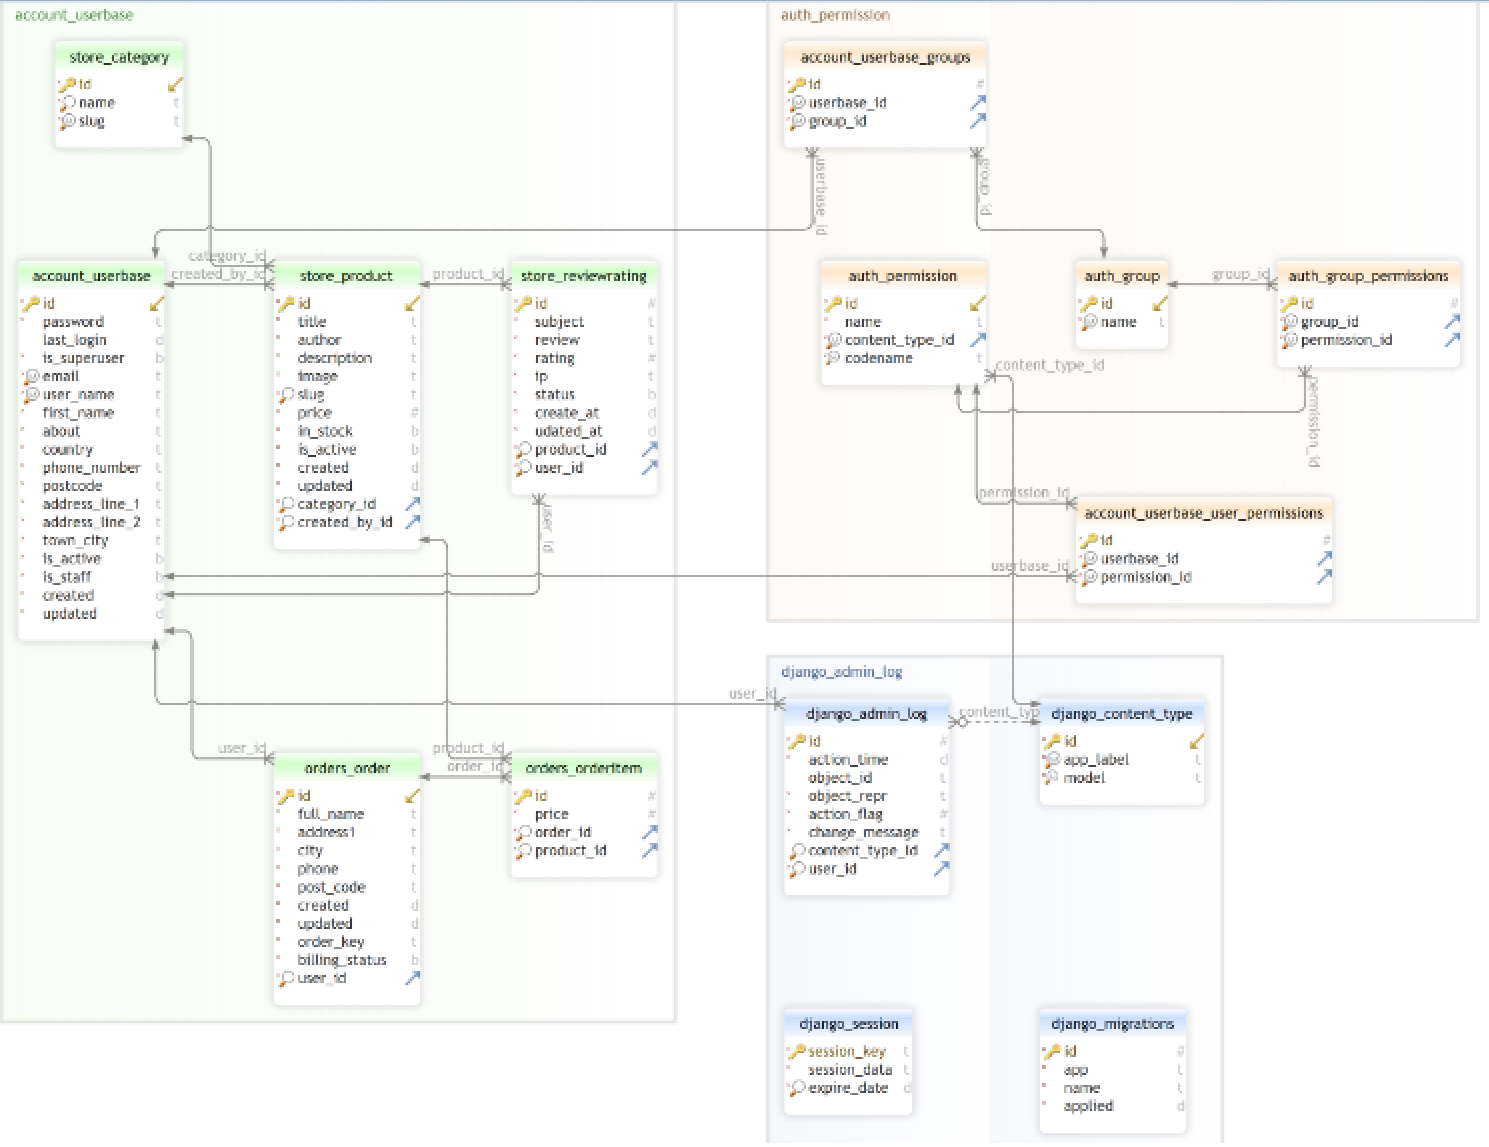 account_userbase
store_category
id
name t
slug t
category_id
created_by_id
account_userbase
id
password t
last_login d
is_superuser b
email t
user_name t
first_name t
about t
country t
phone_number t
postcode t
address_line_1 t
address_line_2 t
town_city t
is_active b
is_staff b
created d
updated d
store_product
id
title t
author t
description t
image t
slug t
price #
in_stock b
is_active b
created d
updated d
category_id
created_by_id
product_id
store_reviewrating
id #
subject t
review t
rating #
ip t
status b
create_at d
udated_at d
product_id
user_id
user_id
user_id
orders_order
id
full_name t
address1 t
city t
phone t
post_code t
created d
updated d
order_key t
billing_status b
user_id
product_id
order_id
orders_orderitem
id #
price #
order_id
product_id
auth_permission
account_userbase_groups
id #
userbase_id
group_id
userbase_id
group_id
auth_permission
id
name t
content_type_id
codename t
content_type_id
auth_group
id
name t
group_id
auth_group_permissions
id #
group_id
permission_id
permission_id
permission_id
userbase_id
account_userbase_user_permissions
id #
userbase_id
permission_id
django_admin_log
user_id
django_admin_log
id #
action_time d
object_id t
object_repr t
action_flag #
change_message t
content_type_id
user_id
content_typ
django_content_type
id
app_label t
model t
django_session
session_key t
session_data t
expire_date d
django_migrations
id #
app t
name t
applied d